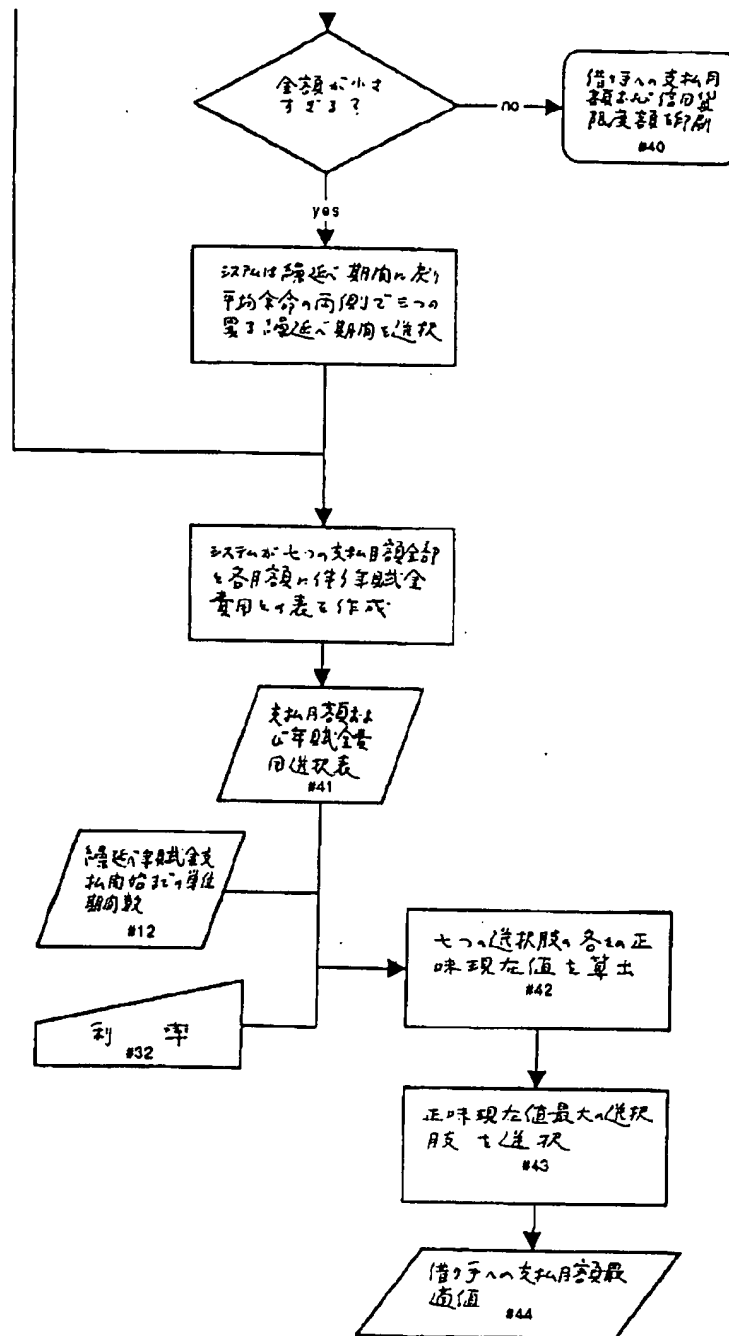 金額が小さ
すぎる?
no
借り手への支払月
額および信用貸
限度額を印刷
#40
yes
システムは繰延べ期間に戻り
平均余命の両側で三つの
異る繰延べ期間を選択
システムが七つの支払月額全部
と各月額に伴う年賦金
費用との表を作成
支払月額およ
び年賦金費
用選択表
#41
繰延べ年賦金支
払開始までの単位
期間数
#12
七つの選択肢の各々の正
味現在値を算出
#42
利 率
#32
正味現在値最大の選択
肢を選択
#43
借り手への支払月額最
適値 #44